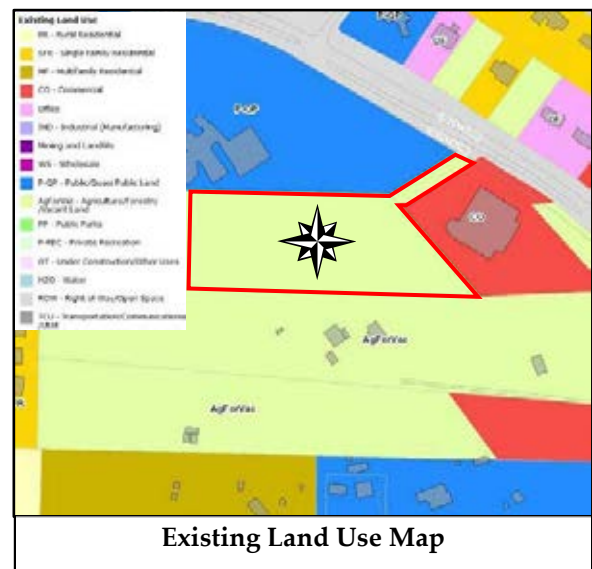 Existing Land Use
RR - Rural Residential
SFR - Single Family Residential
MF - Multifamily Residential
CO - Commercial
Office
IND - Industrial (Manufacturing)
Mining and Landfills
WS - Wholesale
P-QP - Public/Quasi Public Land
AgForVac - Agriculture/Forestry
/Vacant Land
PP - Public Parks
P-REC - Private Recreation
OT - Under Construction/Other Uses
H2O - Water
ROW - Right of Way/Open Space
TCU - Transportation/Communications
/Utilit
PQP
CO
AgForVac
AgForVac
Existing Land Use Map